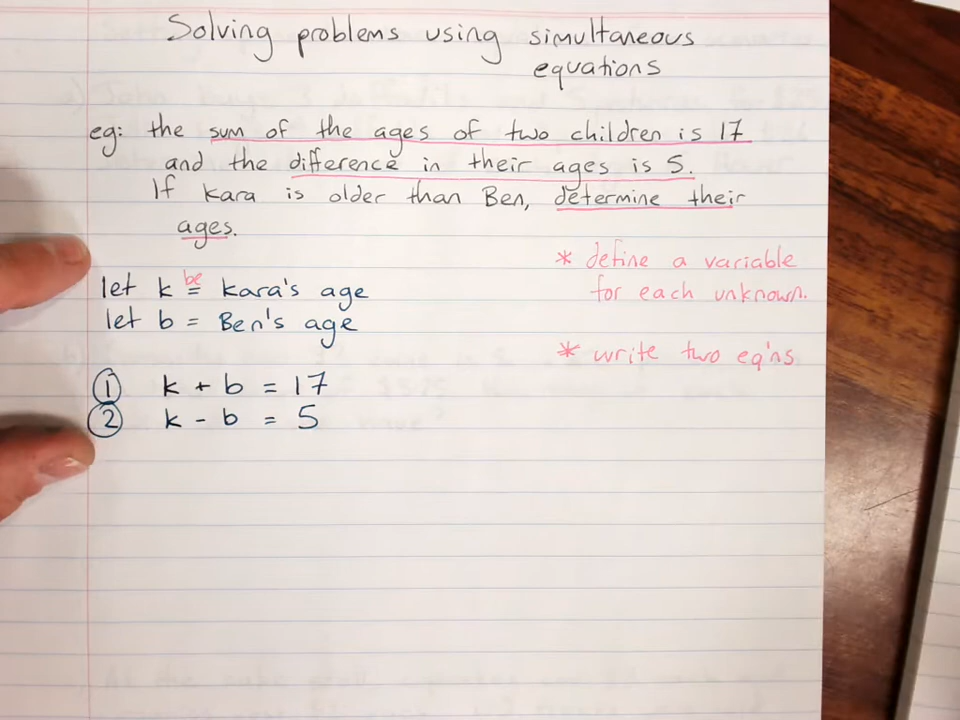 Solving problems using simultaneous
equations
eg: the sum of the ages of two children is 17
and the difference in their ages is 5.
If Kara is older than Ben, determine their
ages.
* define a variable
for each unknown.
be
let k = Kara's age
let b = Ben's age
* write two eq'ns.
① k + b = 17
② k - b = 5